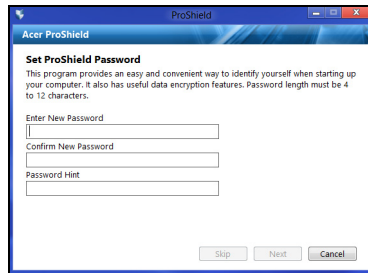 ProShield
Acer ProShield
Set ProShield Password
This program provides an easy and convenient way to identify yourself when starting up
your computer. It also has useful data encryption features. Password length must be 4
to 12 characters.
Enter New Password
Confirm New Password
Password Hint
Skip Next Cancel